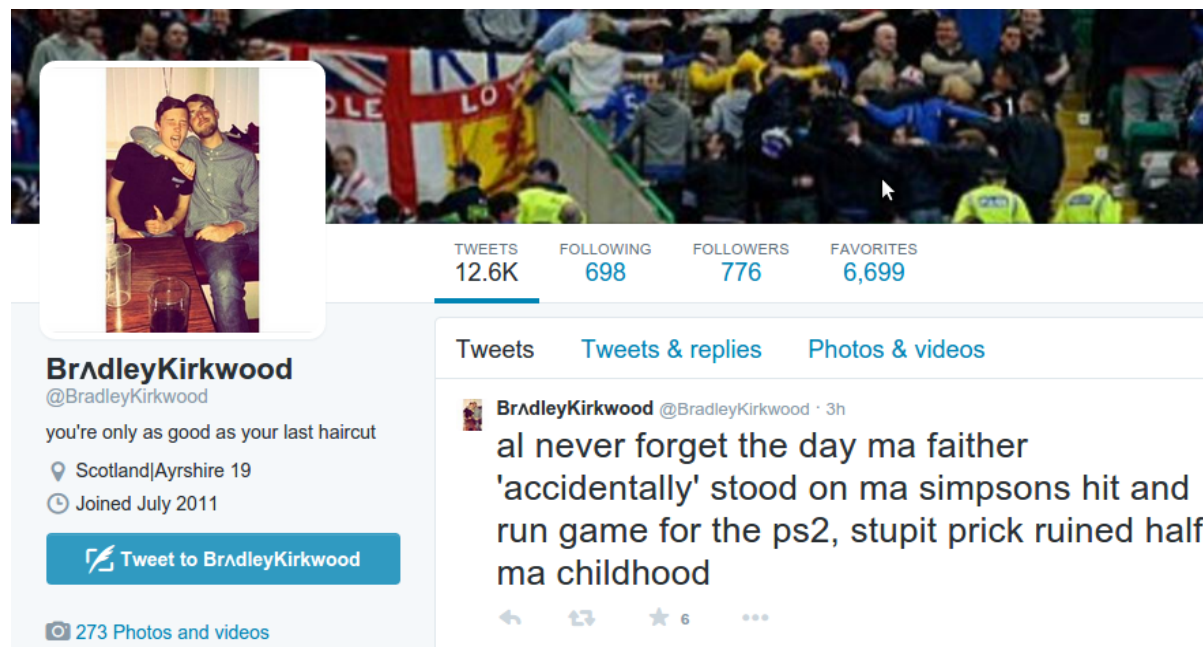 OLE LOY
TWEETS FOLLOWING FOLLOWERS FAVORITES
12.6K 698 776 6,699
BrʌdleyKirkwood
@BradleyKirkwood
you're only as good as your last haircut
Scotland|Ayrshire 19
Joined July 2011
Tweet to BrʌdleyKirkwood
273 Photos and videos
Tweets Tweets & replies Photos & videos
BrʌdleyKirkwood @BradleyKirkwood · 3h
al never forget the day ma faither
'accidentally' stood on ma simpsons hit and
run game for the ps2, stupit prick ruined half
ma childhood
6